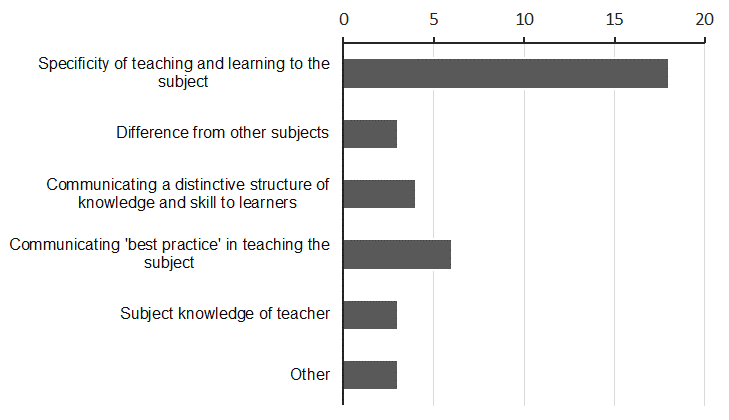 0 5 10 15 20
Specificity of teaching and learning to the
subject
Difference from other subjects
Communicating a distinctive structure of
knowledge and skill to learners
Communicating 'best practice' in teaching the
subject
Subject knowledge of teacher
Other